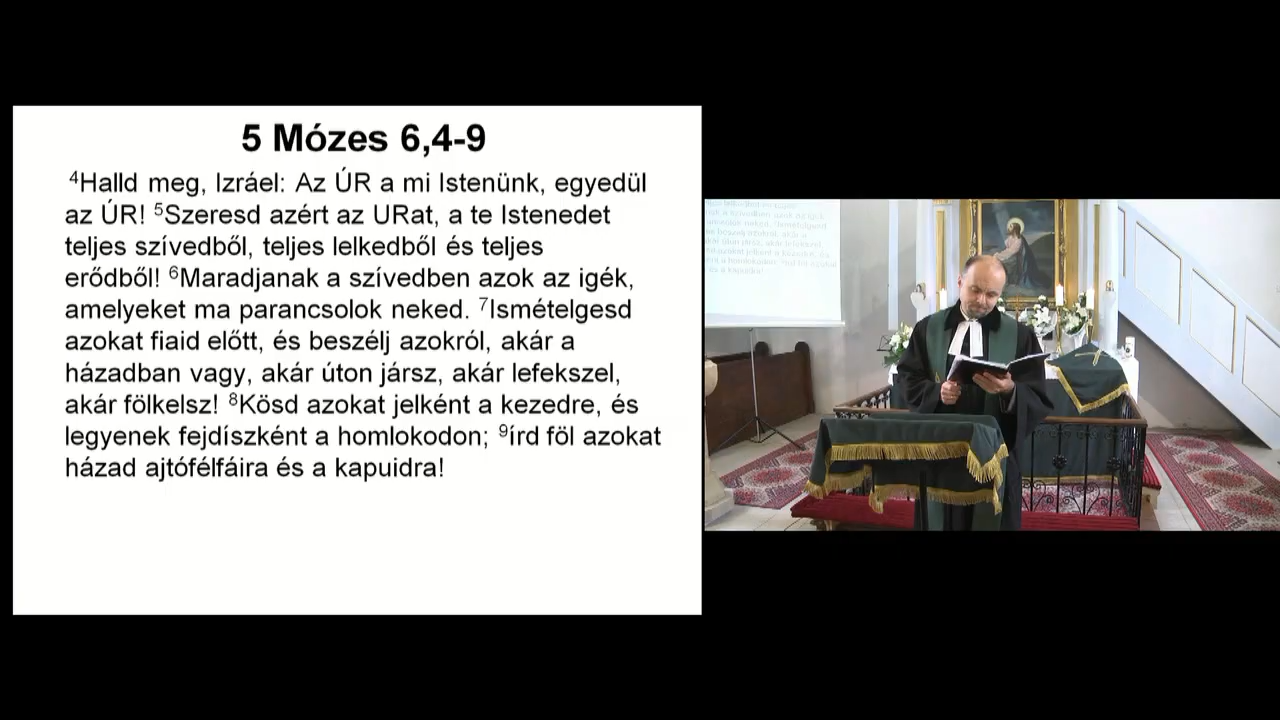 5 Mózes 6,4-9
⁴Halld meg, Izráel: Az ÚR a mi Istenünk, egyedül
az ÚR! ⁵Szeresd azért az URat, a te Istenedet
teljes szívedből, teljes lelkedből és teljes
erődből! ⁶Maradjanak a szívedben azok az igék,
amelyeket ma parancsolok neked. ⁷Ismételgesd
azokat fiaid előtt, és beszélj azokról, akár a
házadban vagy, akár úton jársz, akár lefekszel,
akár fölkelsz! ⁸Kösd azokat jelként a kezedre, és
legyenek fejdíszként a homlokodon; ⁹írd föl azokat
házad ajtófélfáira és a kapuidra!